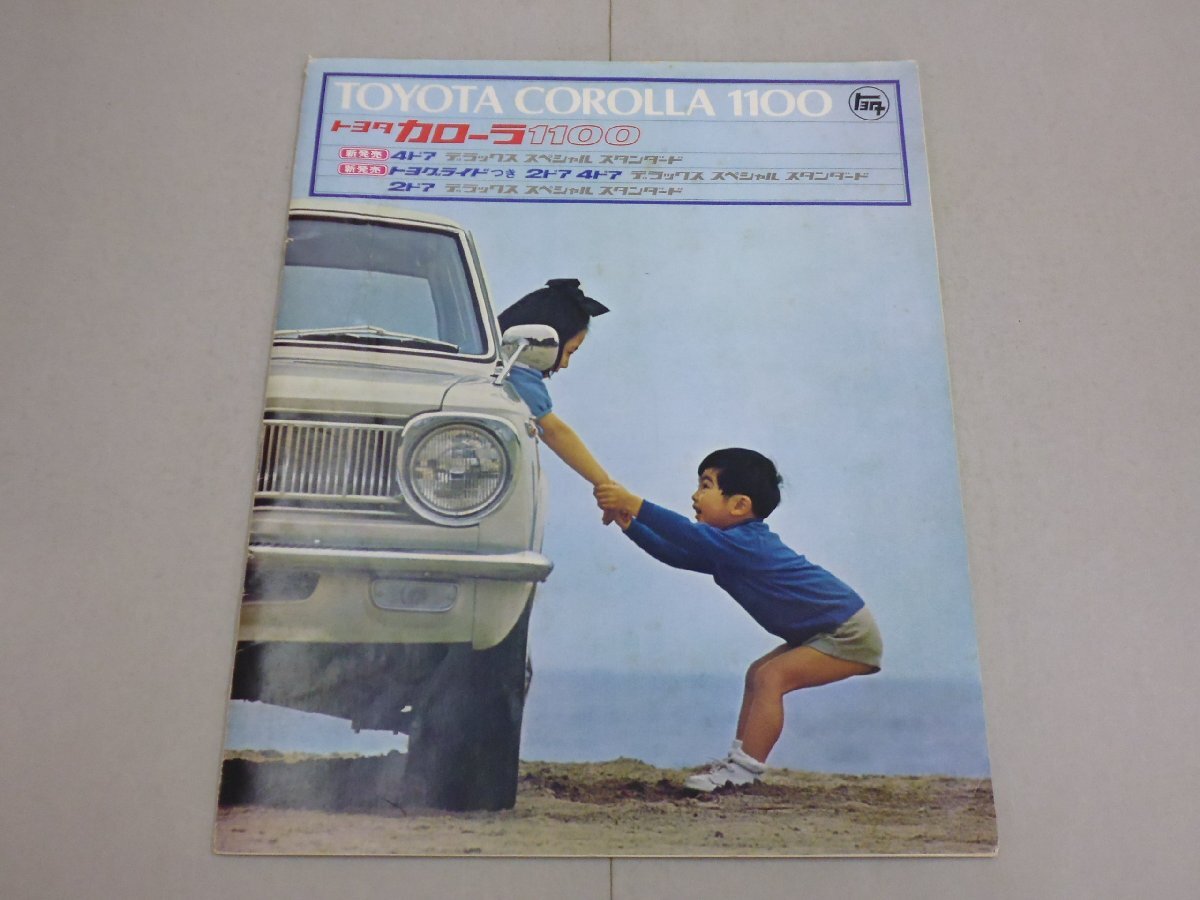 TOYOTA COROLLA 1100 トヨタ
トヨタ カローラ1100
新発売 4ドア デラックス スペシャル スタンダード
新発売 トヨグライドつき 2ドア 4ドア デラックス スペシャル スタンダード
2ドア デラックス スペシャル スタンダード